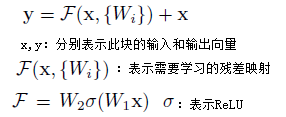 y = F(x, {W_i}) + x
x,y：分别表示此块的输入和输出向量
F(x, {W_i})：表示需要学习的残差映射
F = W_2σ(W_1x) σ：表示ReLU